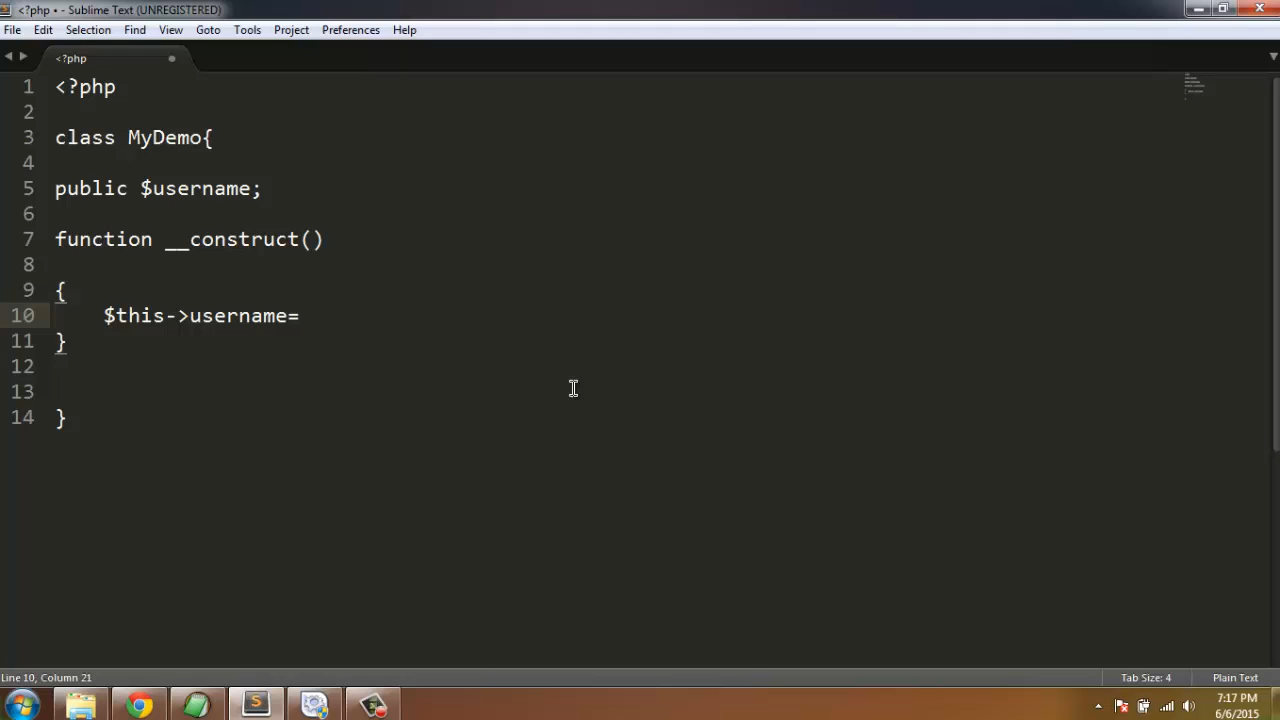 <?php • - Sublime Text (UNREGISTERED)
File Edit Selection Find View Goto Tools Project Preferences Help
<?php
1 <?php
2
3 class MyDemo{
4
5 public $username;
6
7 function __construct()
8
9 {
10 $this->username=
11 }
12
13
14 }
Line 10, Column 21 Tab Size: 4 Plain Text
7:17 PM
6/6/2015